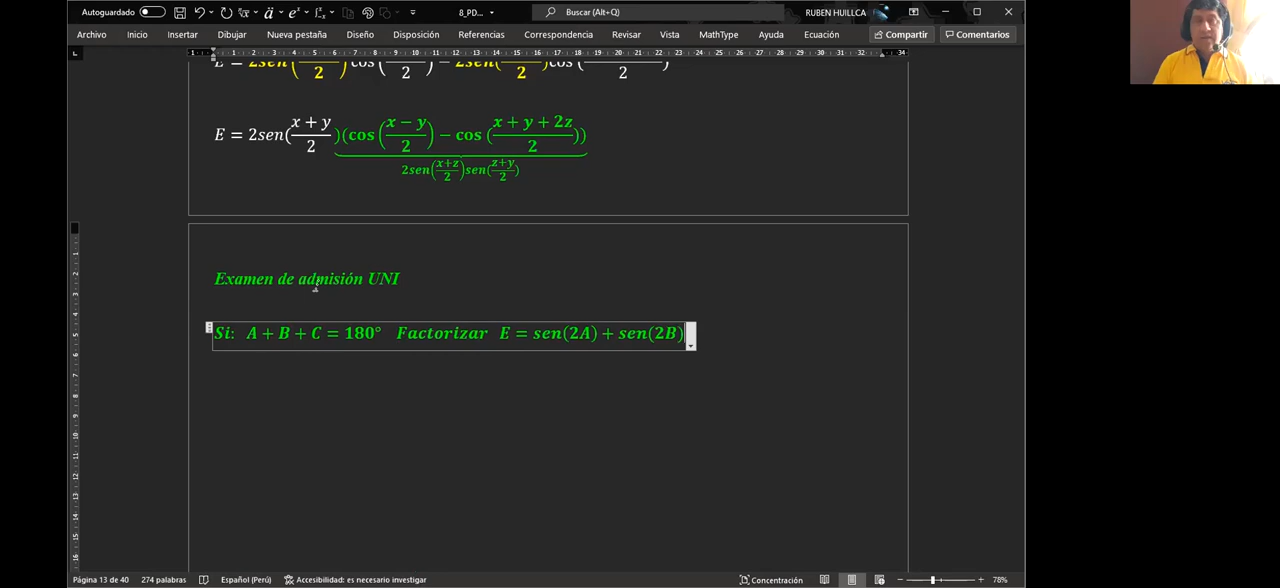 Autoguardado 8_PD... Buscar (Alt+Q) RUBEN HUILLCA
Archivo Inicio Insertar Dibujar Nueva pestaña Diseño Disposición Referencias Correspondencia Revisar Vista MathType Ayuda Ecuación Compartir Comentarios
E = 2sen(x+y/2)(cos(x−y/2) − cos(x+y+2z/2))
2sen(x+z/2)sen(z+y/2)
Examen de admisión UNI
Si: A + B + C = 180° Factorizar E = sen(2A) + sen(2B)
Página 13 de 40 274 palabras Español (Perú) Accesibilidad: es necesario investigar Concentración 78%